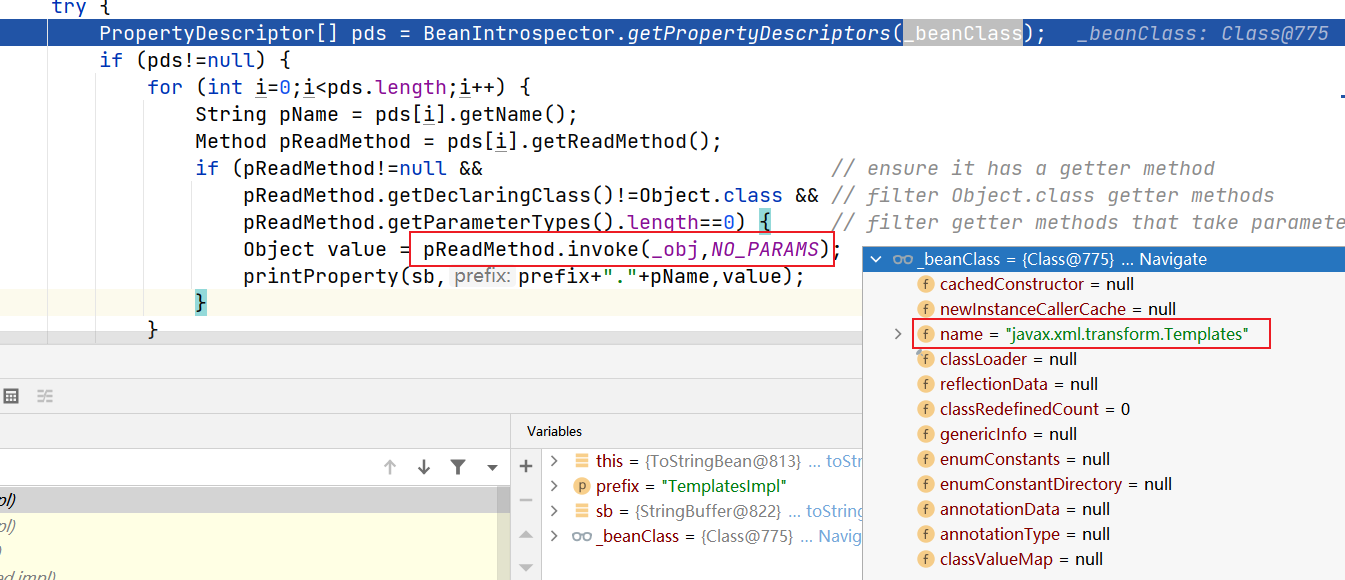 try {
PropertyDescriptor[] pds = BeanIntrospector.getPropertyDescriptors(_beanClass); _beanClass: Class@775
if (pds!=null) {
for (int i=0;i<pds.length;i++) {
String pName = pds[i].getName();
Method pReadMethod = pds[i].getReadMethod();
if (pReadMethod!=null && // ensure it has a getter method
pReadMethod.getDeclaringClass()!=Object.class && // filter Object.class getter methods
pReadMethod.getParameterTypes().length==0) { // filter getter methods that take paramete
Object value = pReadMethod.invoke(_obj,NO_PARAMS);
printProperty(sb, prefix: prefix+"."+pName,value);
}
}
_beanClass = {Class@775} ... Navigate
f cachedConstructor = null
f newInstanceCallerCache = null
f name = "javax.xml.transform.Templates"
f classLoader = null
f reflectionData = null
f classRedefinedCount = 0
f genericInfo = null
f enumConstants = null
f enumConstantDirectory = null
f annotationData = null
f annotationType = null
f classValueMap = null
Variables
this = {ToStringBean@813} ... toStr
p prefix = "TemplatesImpl"
sb = {StringBuffer@822} ... toString
_beanClass = {Class@775} ... Navig
pl)
pl)
)
ed.impl)